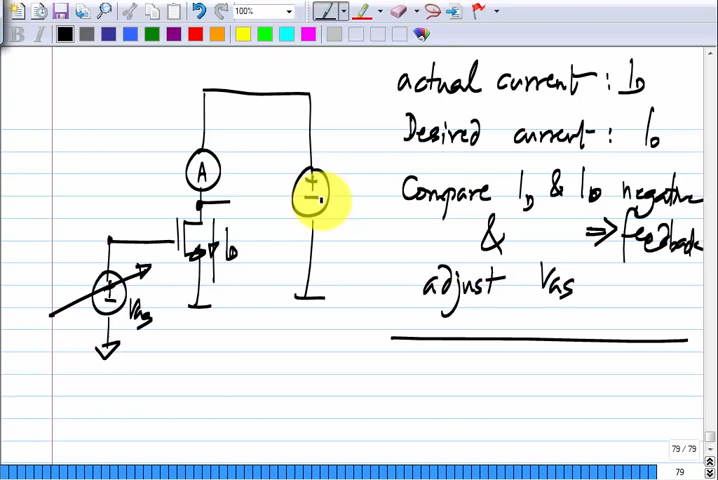 100%
B I
actual current : ID
Desired current : I0
Compare ID & I0 negative
& => feedback
adjust VGS
A
ID
VGS
79 / 79
79